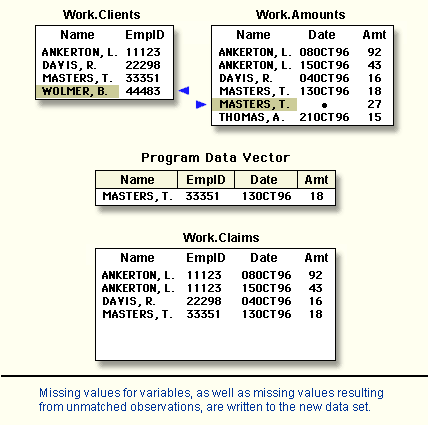 Work.Clients Work.Amounts
Name EmpID Name Date Amt
ANKERTON, L. 11123 ANKERTON, L. 08OCT96 92
DAVIS, R. 22298 ANKERTON, L. 15OCT96 43
MASTERS, T. 33351 DAVIS, R. 04OCT96 16
WOLMER, B. 44483 MASTERS, T. 13OCT96 18
MASTERS, T. • 27
THOMAS, A. 21OCT96 15
Program Data Vector
Name EmpID Date Amt
MASTERS, T. 33351 13OCT96 18
Work.Claims
Name EmpID Date Amt
ANKERTON, L. 11123 08OCT96 92
ANKERTON, L. 11123 15OCT96 43
DAVIS, R. 22298 04OCT96 16
MASTERS, T. 33351 13OCT96 18
Missing values for variables, as well as missing values resulting
from unmatched observations, are written to the new data set.